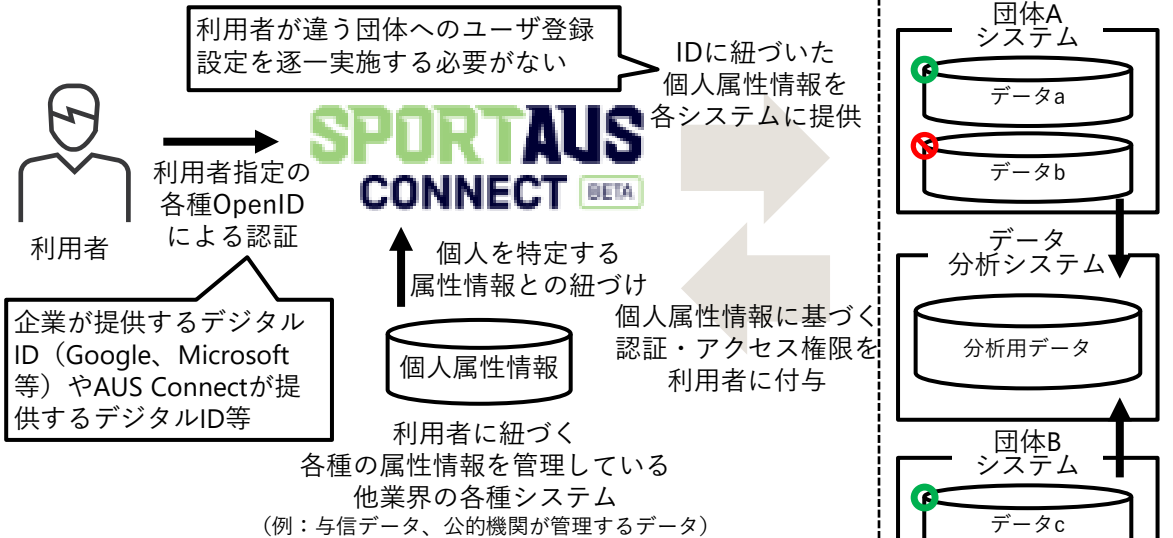 利用者が違う団体へのユーザ登録
設定を逐一実施する必要がない
IDに紐づいた
個人属性情報を
各システムに提供
SPORTAUS
CONNECT BETA
利用者
利用者指定の
各種OpenID
による認証
企業が提供するデジタル
ID（Google、Microsoft
等）やAUS Connectが提
供するデジタルID等
個人を特定する
属性情報との紐づけ
個人属性情報
利用者に紐づく
各種の属性情報を管理している
他業界の各種システム
（例：与信データ、公的機関が管理するデータ）
個人属性情報に基づく
認証・アクセス権限を
利用者に付与
団体A
システム
データa
データb
データ
分析システム
分析用データ
団体B
システム
データc